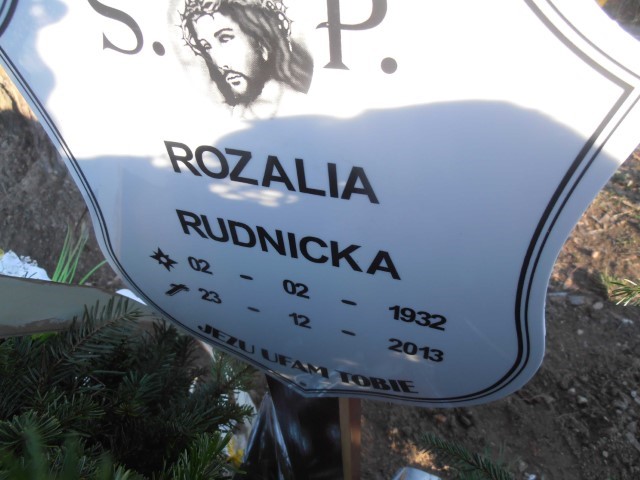 S. P.
ROZALIA
RUDNICKA
02 - 02 - 1932
23 - 12 - 2013
JEZU UFAM TOBIE